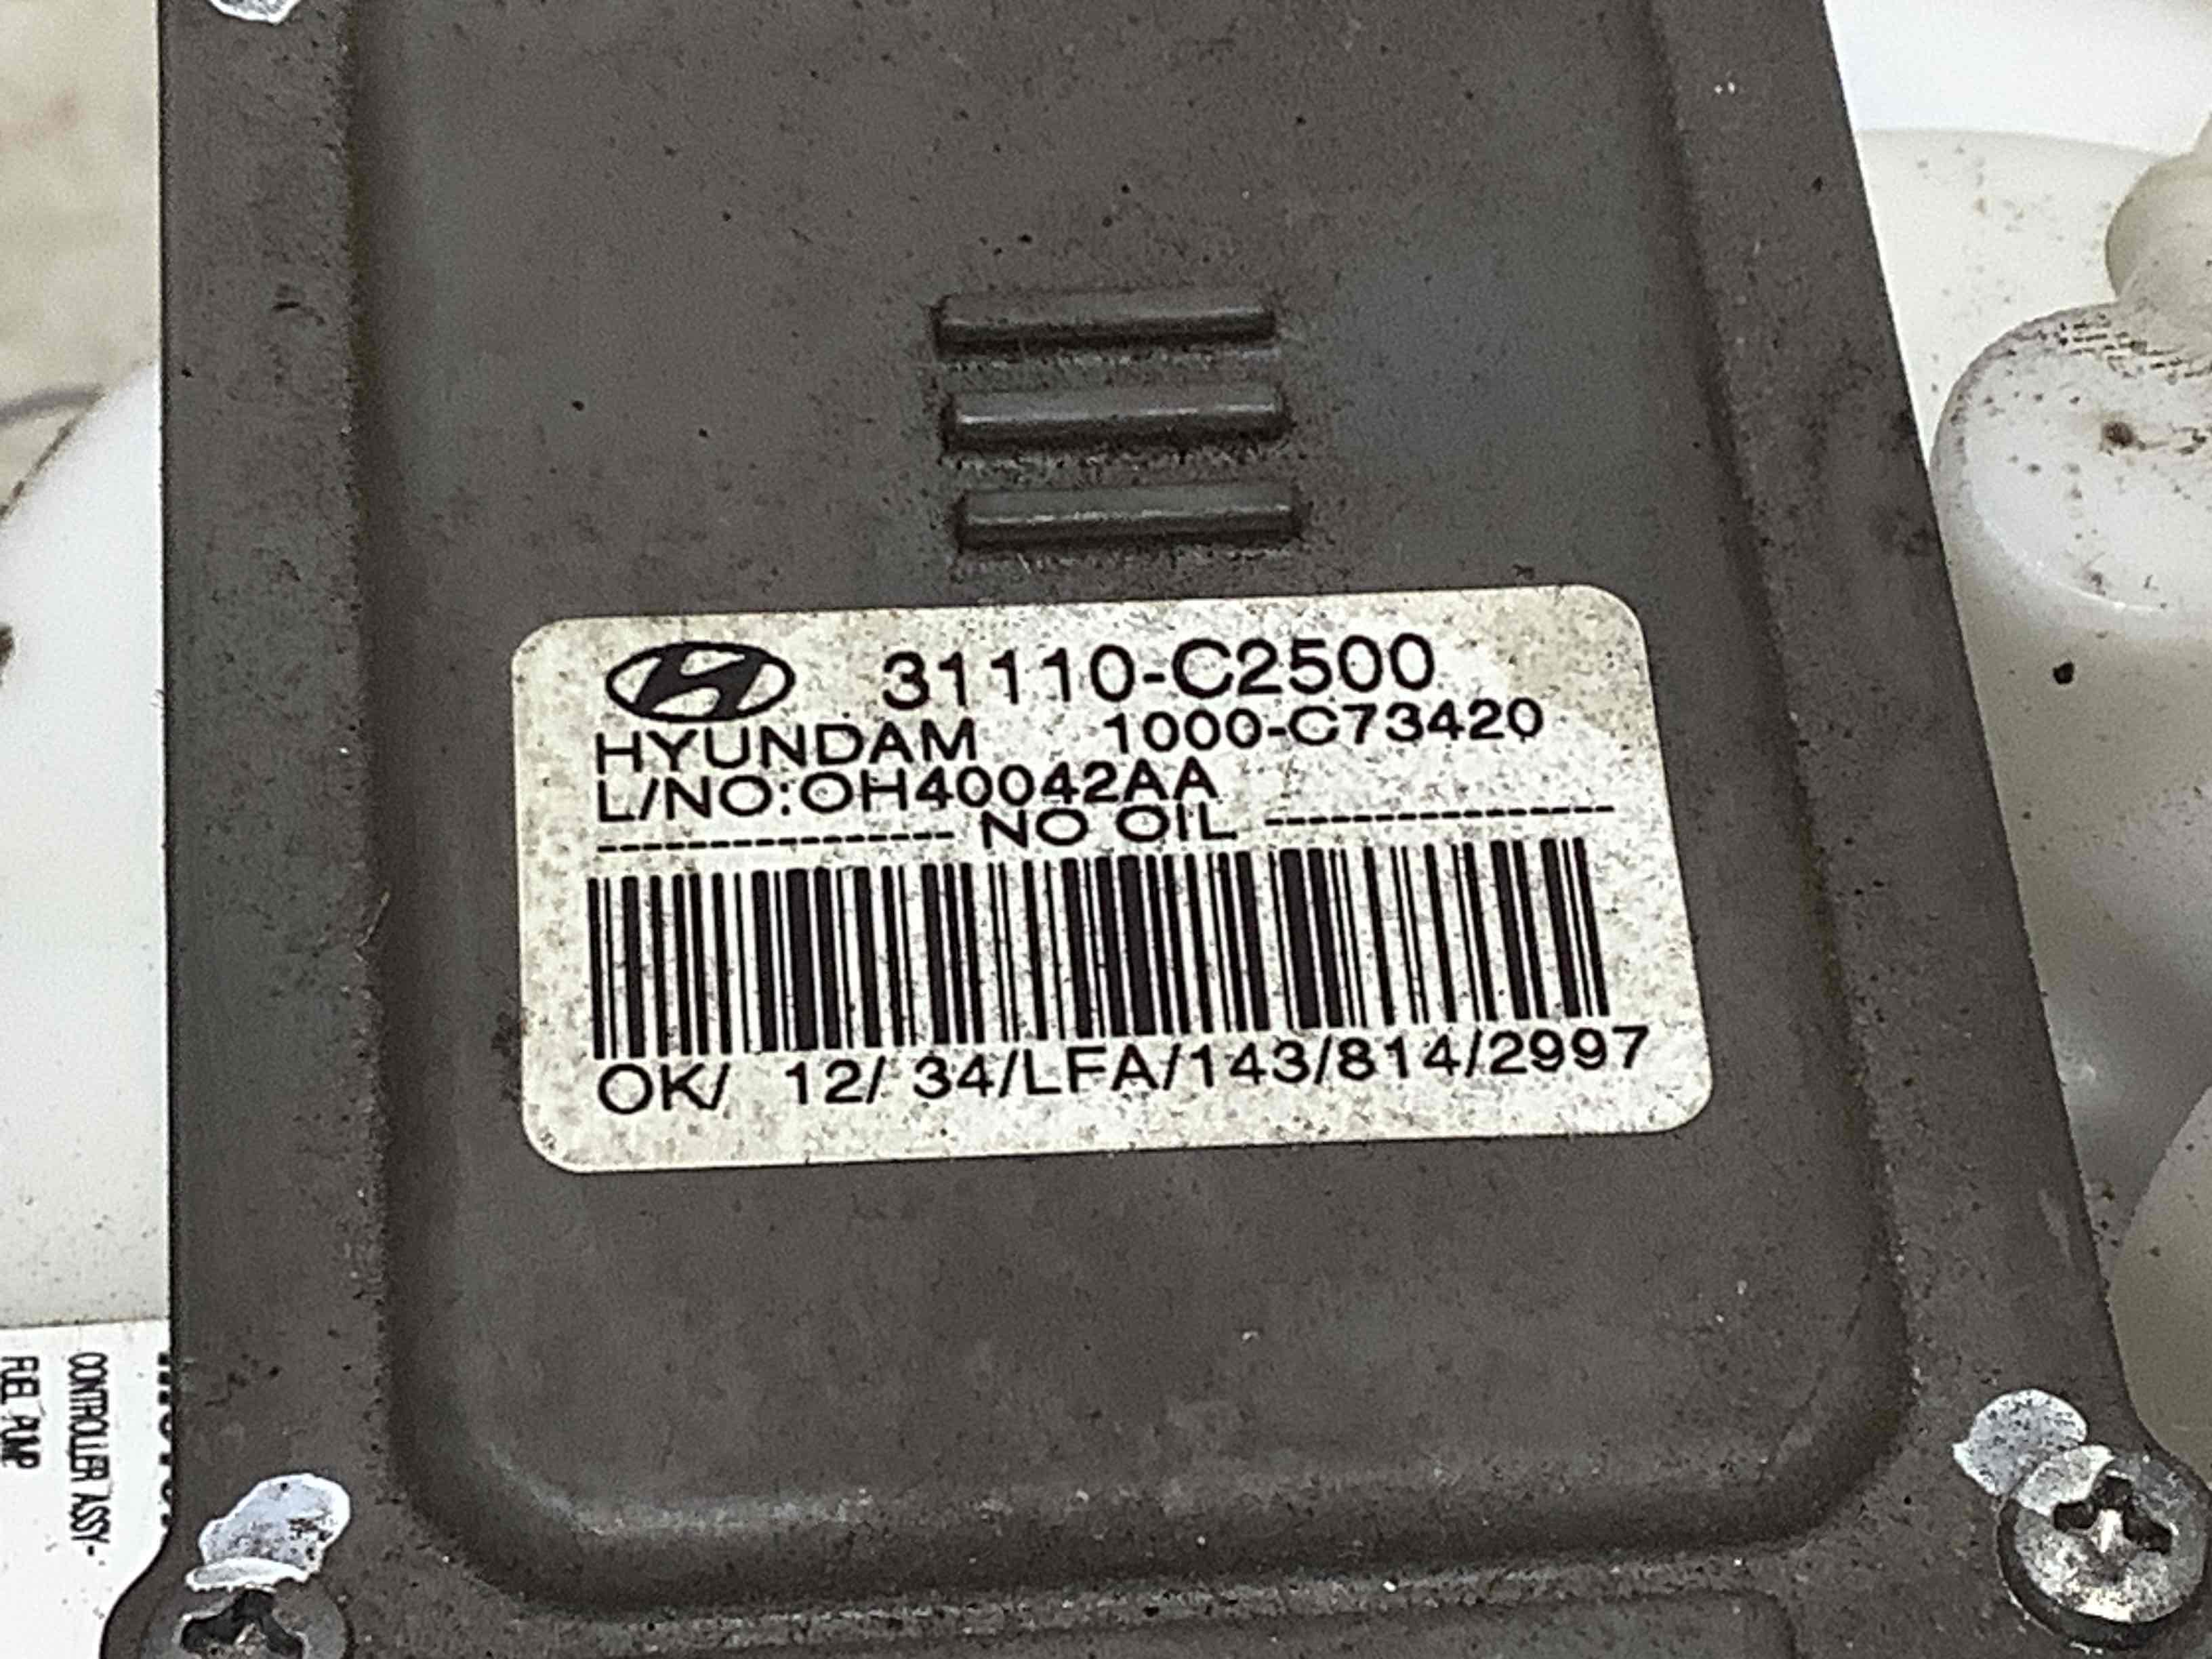 31110-C2500
HYUNDAM 1000-C73420
L/NO:OH40042AA
---------------- NO OIL ----------------
OK/ 12/ 34/LFA/143/814/2997
CONTROLLER ASSY-
FUEL PUMP